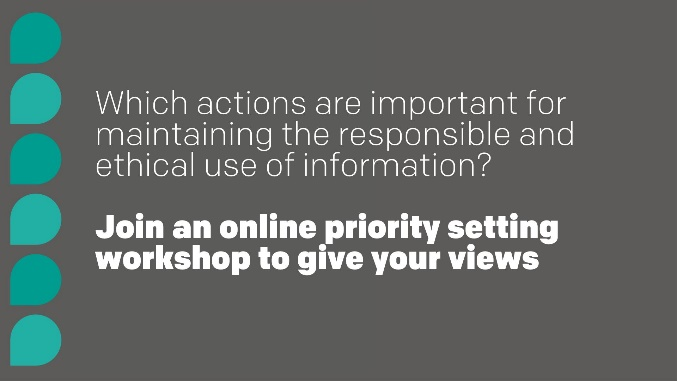 Which actions are important for
maintaining the responsible and
ethical use of information?
Join an online priority setting
workshop to give your views